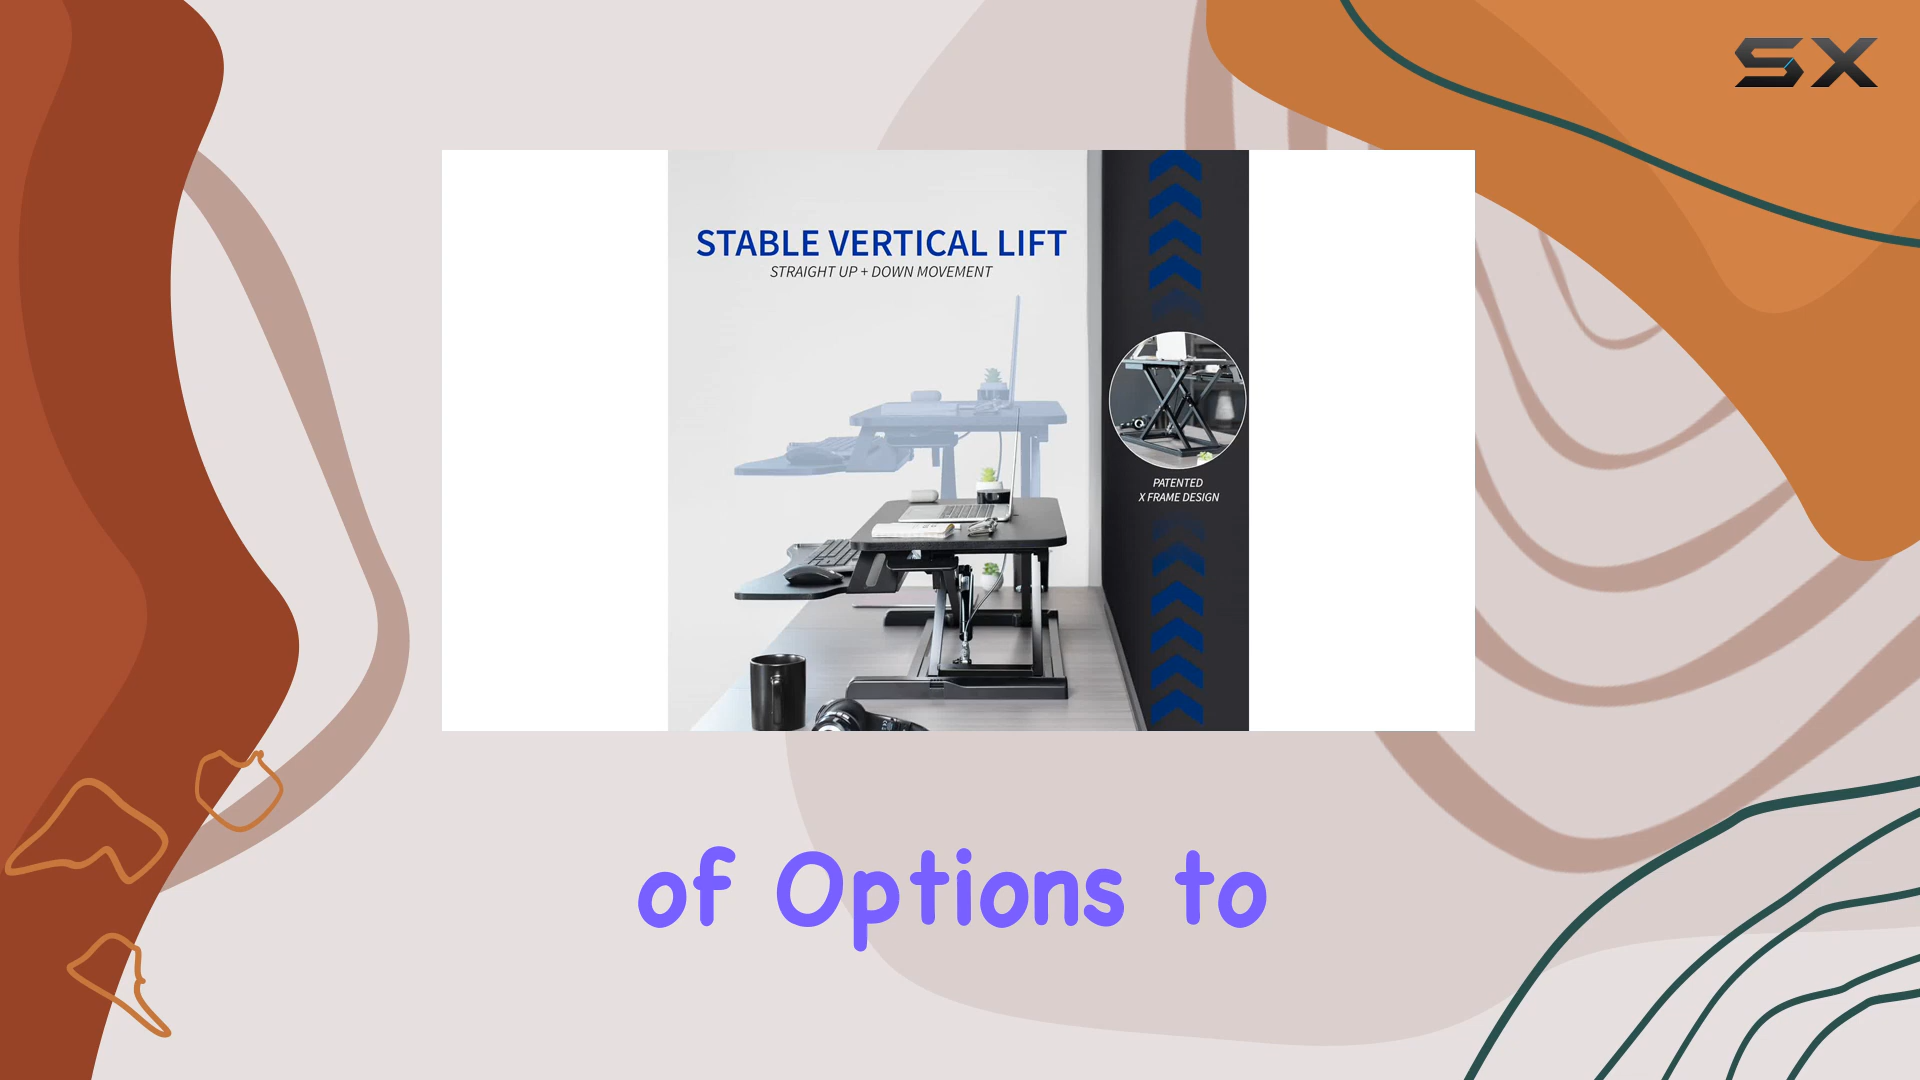 SX
STABLE VERTICAL LIFT
STRAIGHT UP + DOWN MOVEMENT
PATENTED
X FRAME DESIGN
of Options to